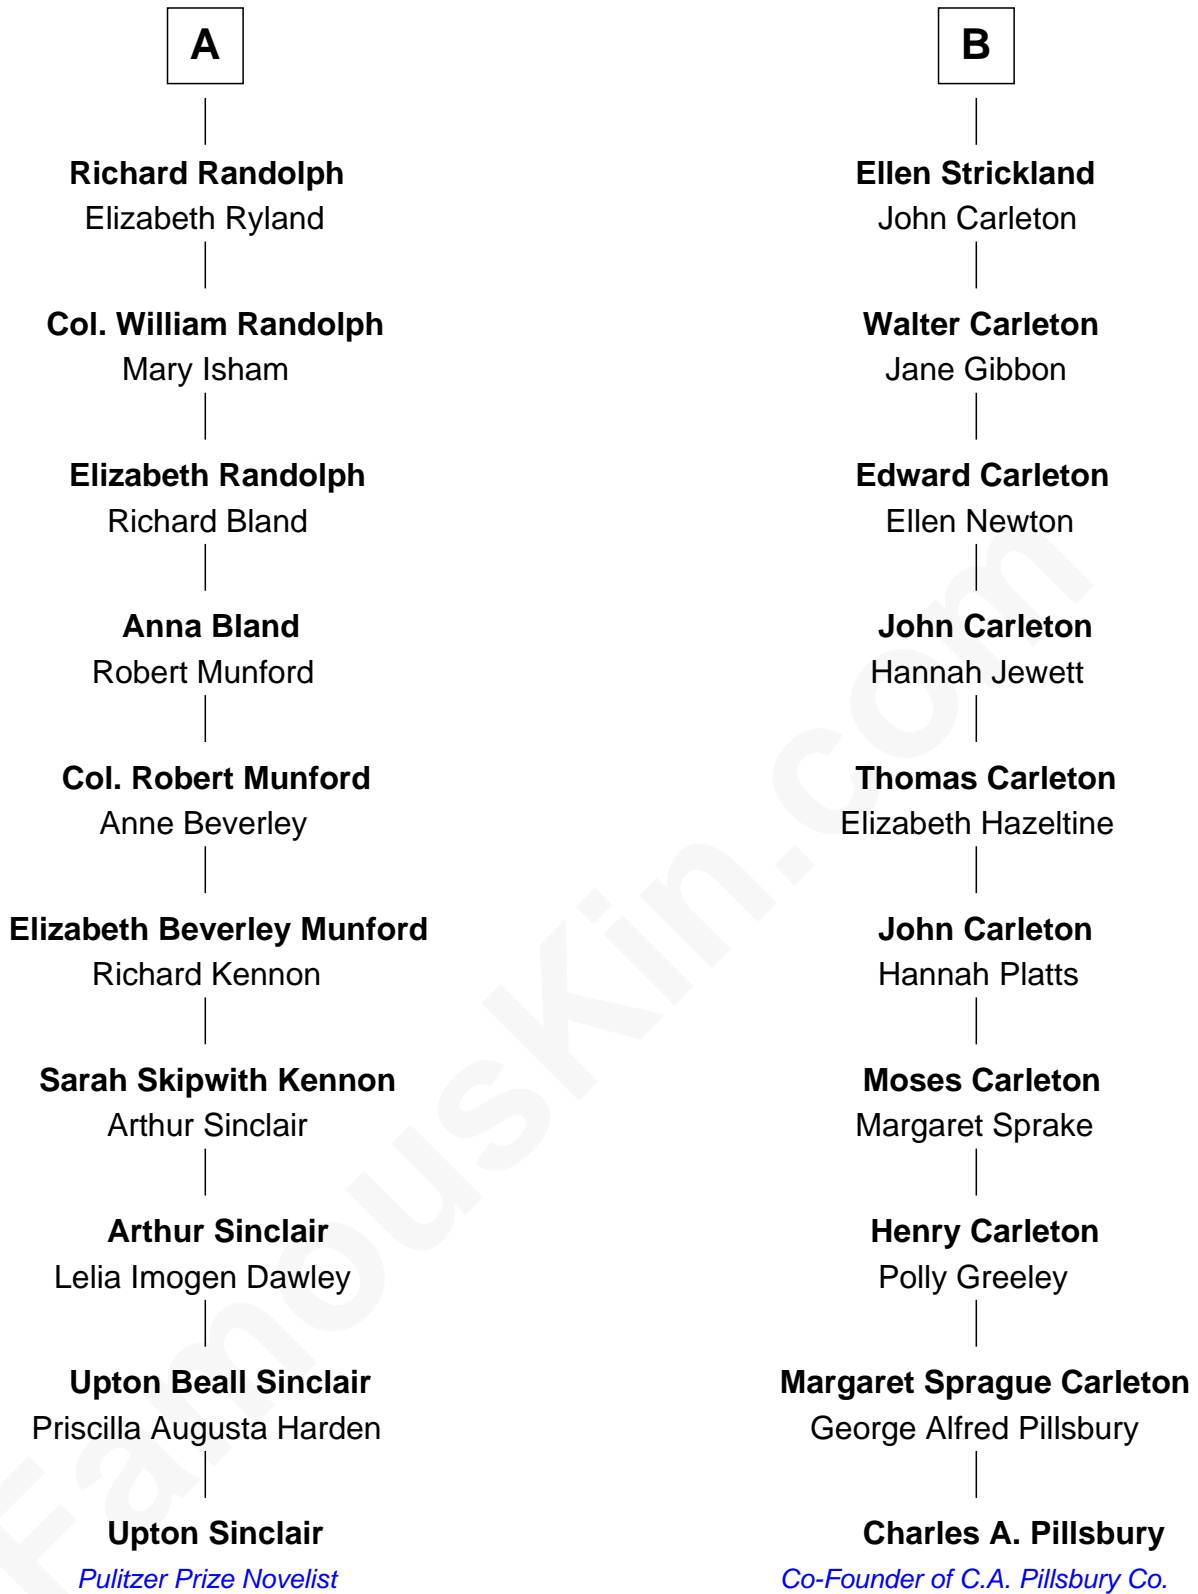 A
Richard Randolph
Elizabeth Ryland
Col. William Randolph
Mary Isham
Elizabeth Randolph
Richard Bland
Anna Bland
Robert Munford
Col. Robert Munford
Anne Beverley
Elizabeth Beverley Munford
Richard Kennon
Sarah Skipwith Kennon
Arthur Sinclair
Arthur Sinclair
Lelia Imogen Dawley
Upton Beall Sinclair
Priscilla Augusta Harden
Upton Sinclair
Pulitzer Prize Novelist
B
Ellen Strickland
John Carleton
Walter Carleton
Jane Gibbon
Edward Carleton
Ellen Newton
John Carleton
Hannah Jewett
Thomas Carleton
Elizabeth Hazeltine
John Carleton
Hannah Platts
Moses Carleton
Margaret Sprake
Henry Carleton
Polly Greeley
Margaret Sprague Carleton
George Alfred Pillsbury
Charles A. Pillsbury
Co-Founder of C.A. Pillsbury Co.
FamousKin.com